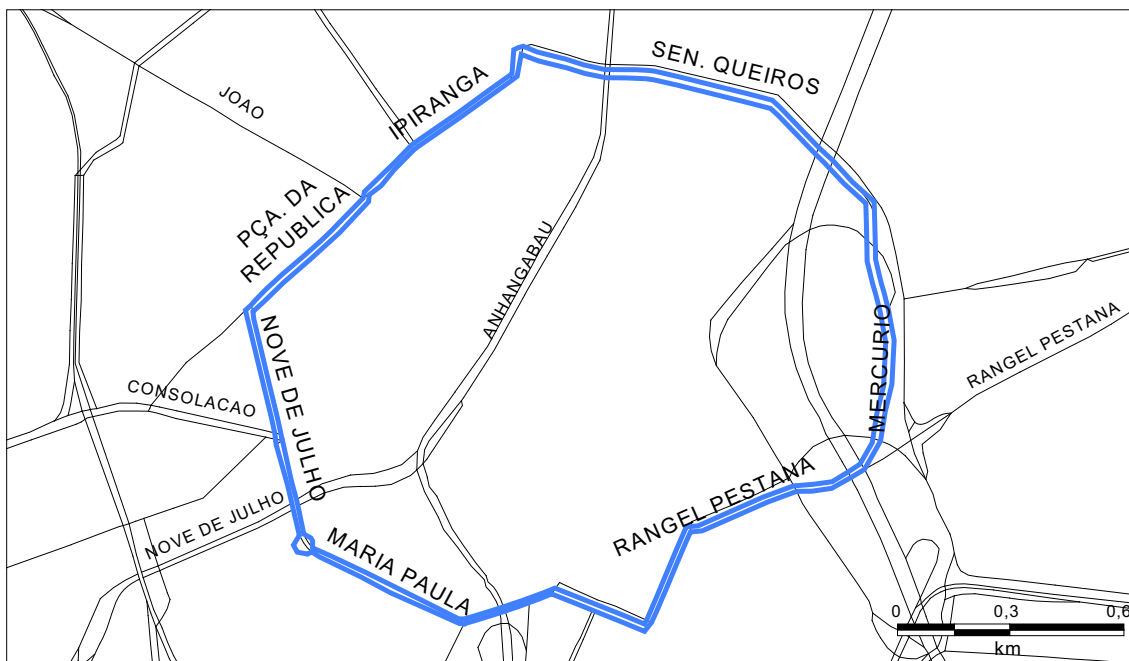 SEN. QUEIROS
IPIRANGA
JOAO
PÇA. DA
REPUBLICA
ANHANGABAU
MERCURIO
RANGEL PESTANA
NOVE DE JULHO
CONSOLACAO
RANGEL PESTANA
NOVE DE JULHO
MARIA PAULA
0 0,3 0,6
km